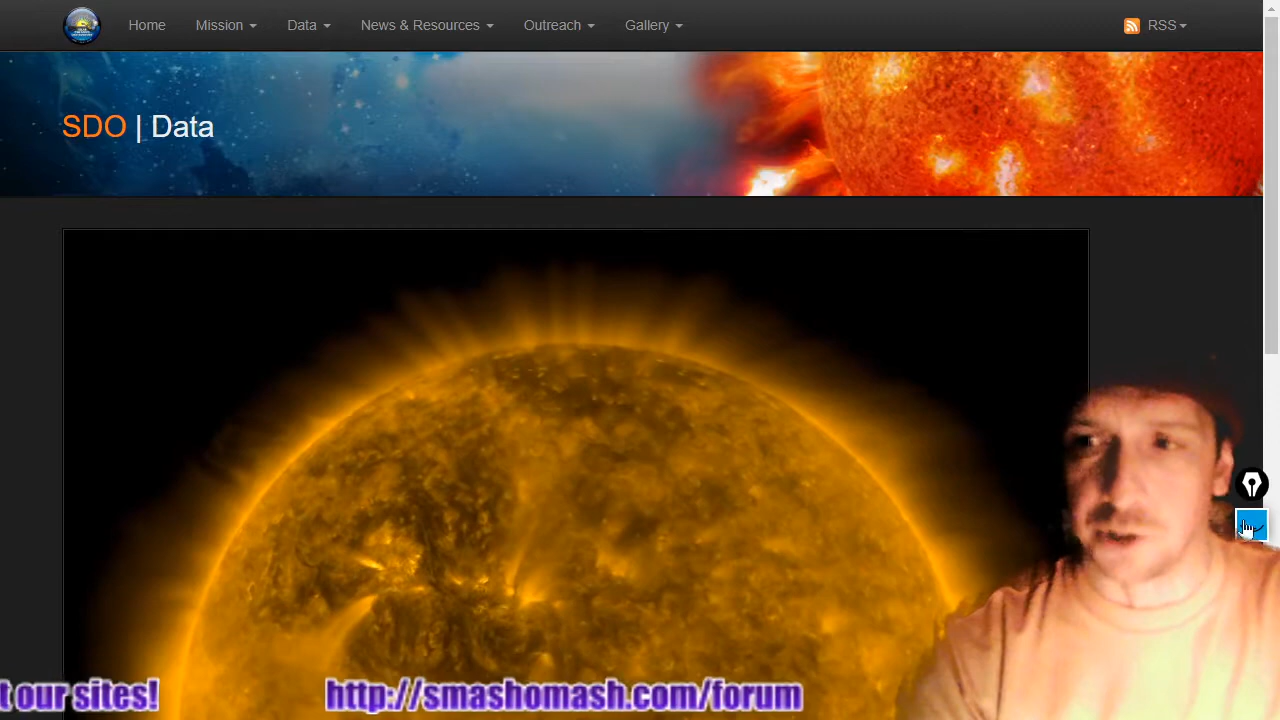 Home Mission Data News & Resources Outreach Gallery RSS
SDO | Data
t our sites! http://smashomash.com/forum